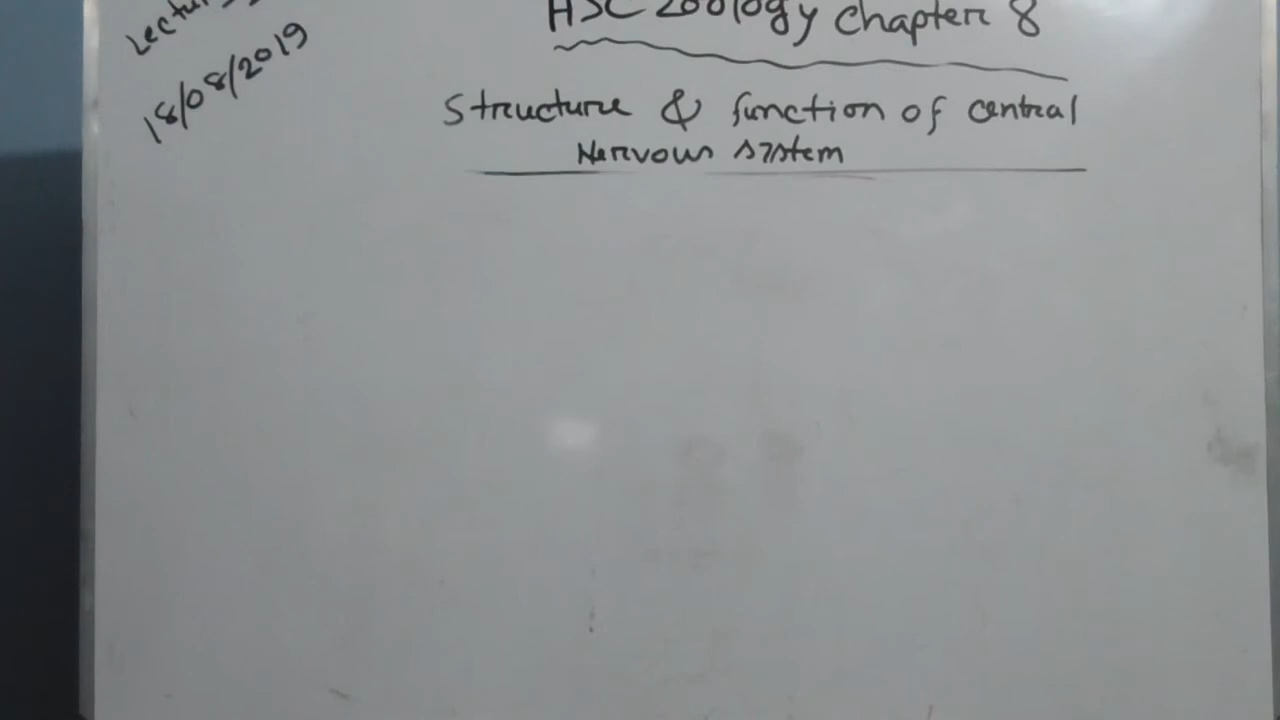 HSC Zoology Chapter 8
18/08/2019
Structure & function of central
Nervous system